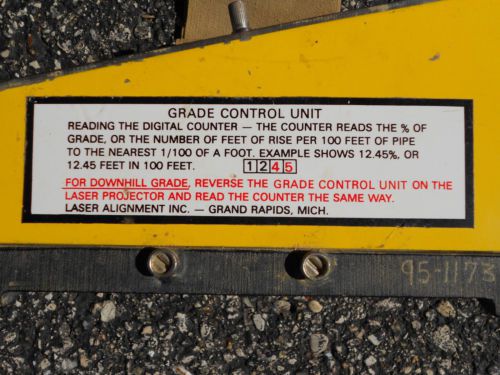 GRADE CONTROL UNIT
READING THE DIGITAL COUNTER — THE COUNTER READS THE % OF
GRADE, OR THE NUMBER OF FEET OF RISE PER 100 FEET OF PIPE
TO THE NEAREST 1/100 OF A FOOT. EXAMPLE SHOWS 12.45%, OR
12.45 FEET IN 100 FEET. 1245
FOR DOWNHILL GRADE, REVERSE THE GRADE CONTROL UNIT ON THE
LASER PROJECTOR AND READ THE COUNTER THE SAME WAY.
LASER ALIGNMENT INC. — GRAND RAPIDS, MICH.
95-1173